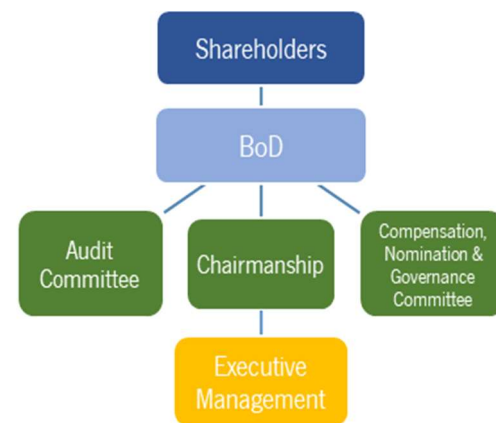 Shareholders
BoD
Audit
Committee
Chairmanship
Compensation,
Nomination &
Governance
Committee
Executive
Management